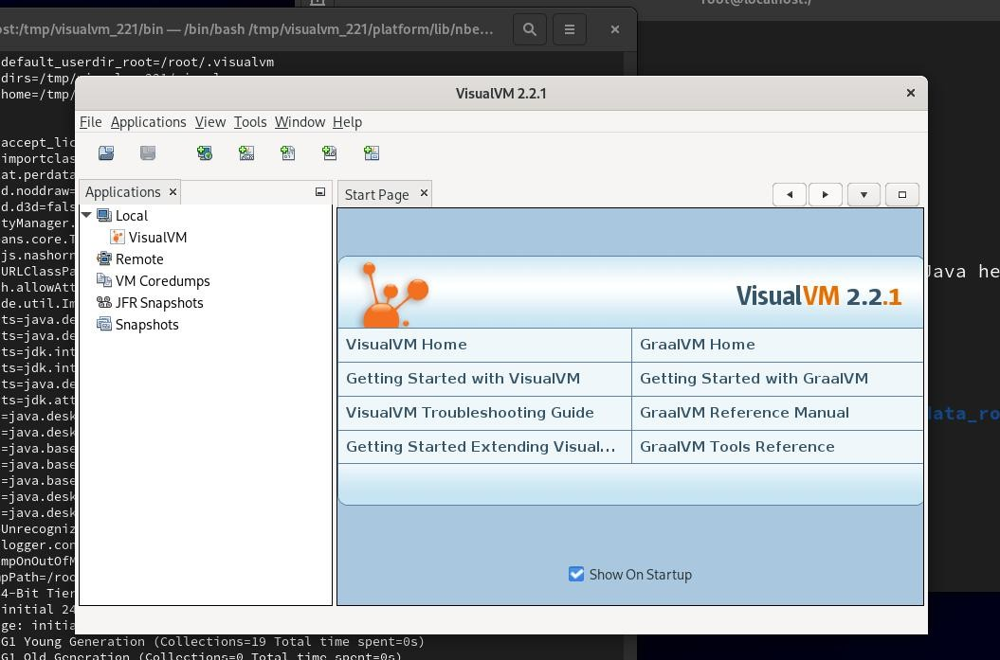 root@localhost:/
ost:/tmp/visualvm_221/bin — /bin/bash /tmp/visualvm_221/platform/lib/nbe...
default_userdir_root=/root/.visualvm
dirs=/tmp/
home=/tmp/
VisualVM 2.2.1
File Applications View Tools Window Help
Applications
Start Page
Local
VisualVM
Remote
VM Coredumps
JFR Snapshots
Snapshots
VisualVM 2.2.1
VisualVM Home
GraalVM Home
Getting Started with VisualVM
Getting Started with GraalVM
VisualVM Troubleshooting Guide
GraalVM Reference Manual
Getting Started Extending Visual...
GraalVM Tools Reference
Show On Startup
accept_lic
importclas
at.perdata
d.noddraw=
d.d3d=fals
tyManager.
ans.core.T
js.nashorn
URLClassPa
h.allowAtt
de.util.Im
ts=java.de
ts=java.de
ts=jdk.int
ts=jdk.int
ts=java.de
ts=jdk.att
=java.desk
=java.desk
=java.base
=java.base
=java.base
=java.desk
=java.desk
Unrecogniz
logger.con
mpOnOutOfM
pPath=/roo
4-Bit Tier
initial 24
ge: initia
G1 Young Generation (Collections=19 Total time spent=0s)
G1 Old Generation (Collections=0 Total time spent=0s)
Java he
data_ro